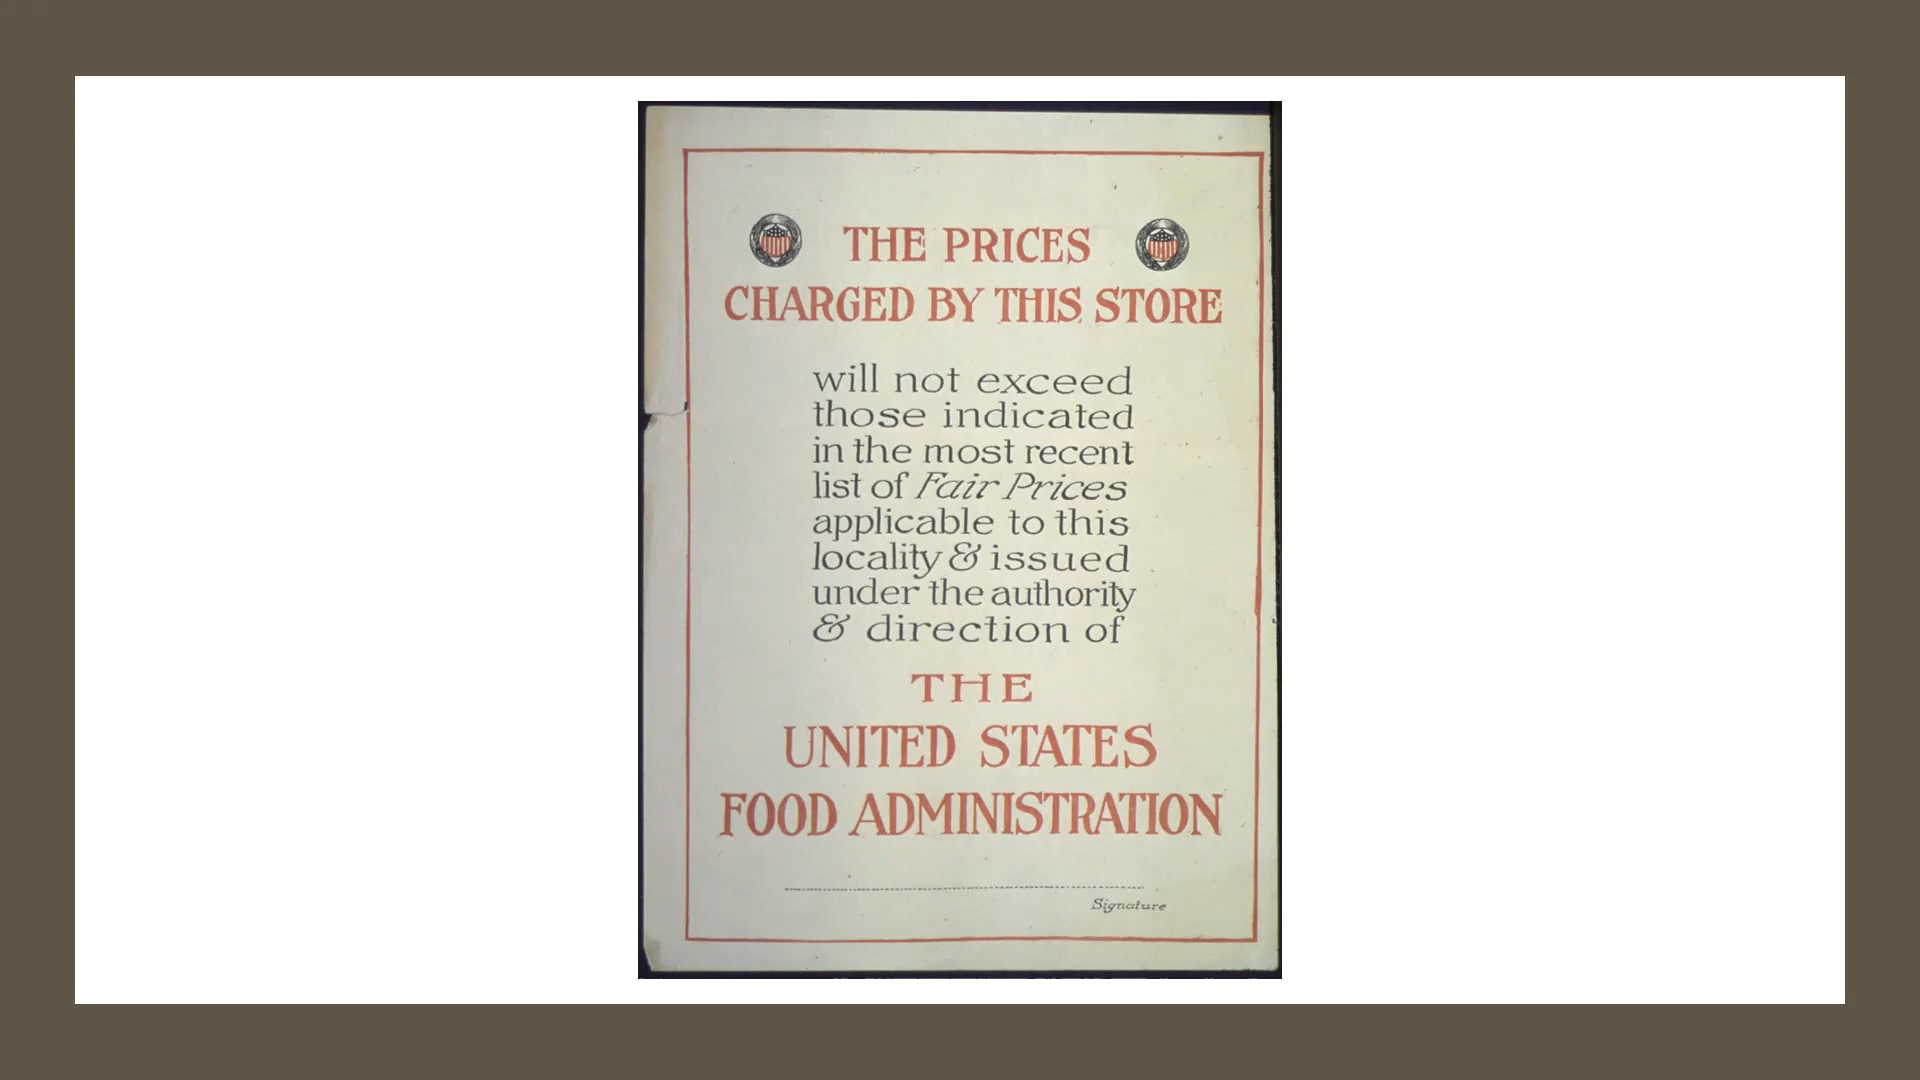 THE PRICES
CHARGED BY THIS STORE
will not exceed
those indicated
in the most recent
list of Fair Prices
applicable to this
locality & issued
under the authority
& direction of
THE
UNITED STATES
FOOD ADMINISTRATION
Signature